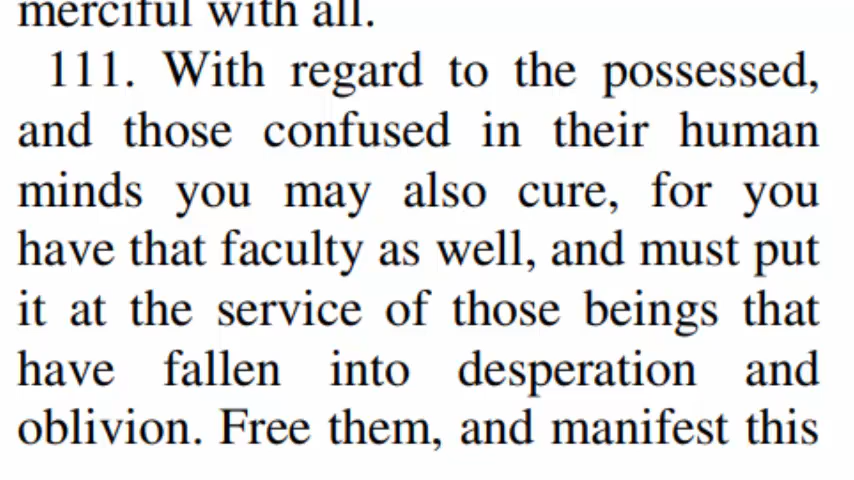 merciful with all.
111. With regard to the possessed,
and those confused in their human
minds you may also cure, for you
have that faculty as well, and must put
it at the service of those beings that
have fallen into desperation and
oblivion. Free them, and manifest this